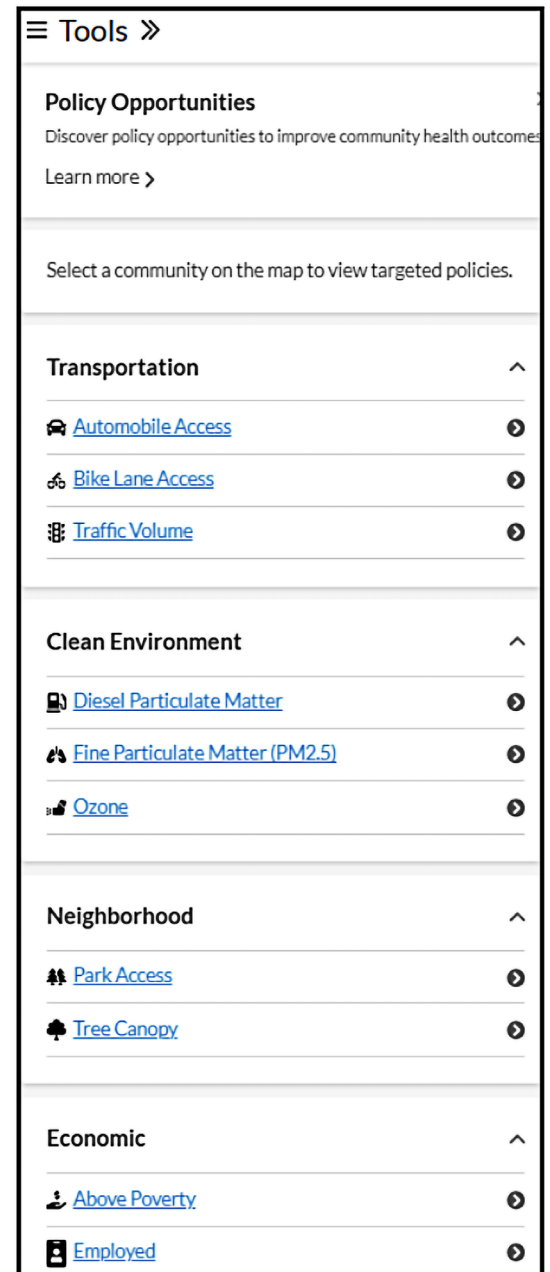 Tools
Policy Opportunities
Discover policy opportunities to improve community health outcomes
Learn more
Select a community on the map to view targeted policies.
Transportation
Automobile Access
Bike Lane Access
Traffic Volume
Clean Environment
Diesel Particulate Matter
Fine Particulate Matter (PM2.5)
Ozone
Neighborhood
Park Access
Tree Canopy
Economic
Above Poverty
Employed